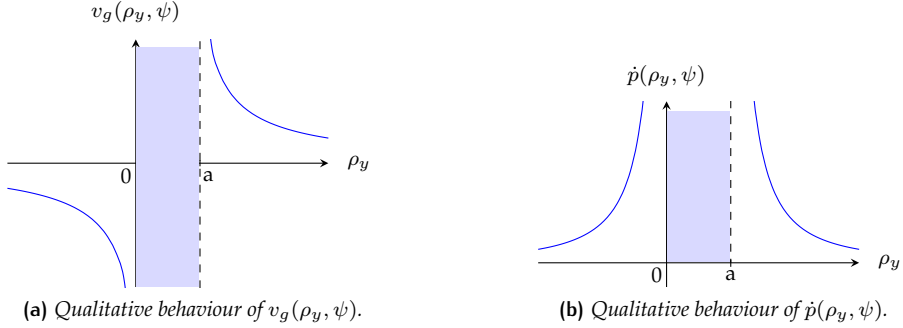 v_g(ρ_y, ψ)
ρ_y
0
a
(a) Qualitative behaviour of v_g(ρ_y, ψ).
ṗ(ρ_y, ψ)
ρ_y
0
a
(b) Qualitative behaviour of ṗ(ρ_y, ψ).